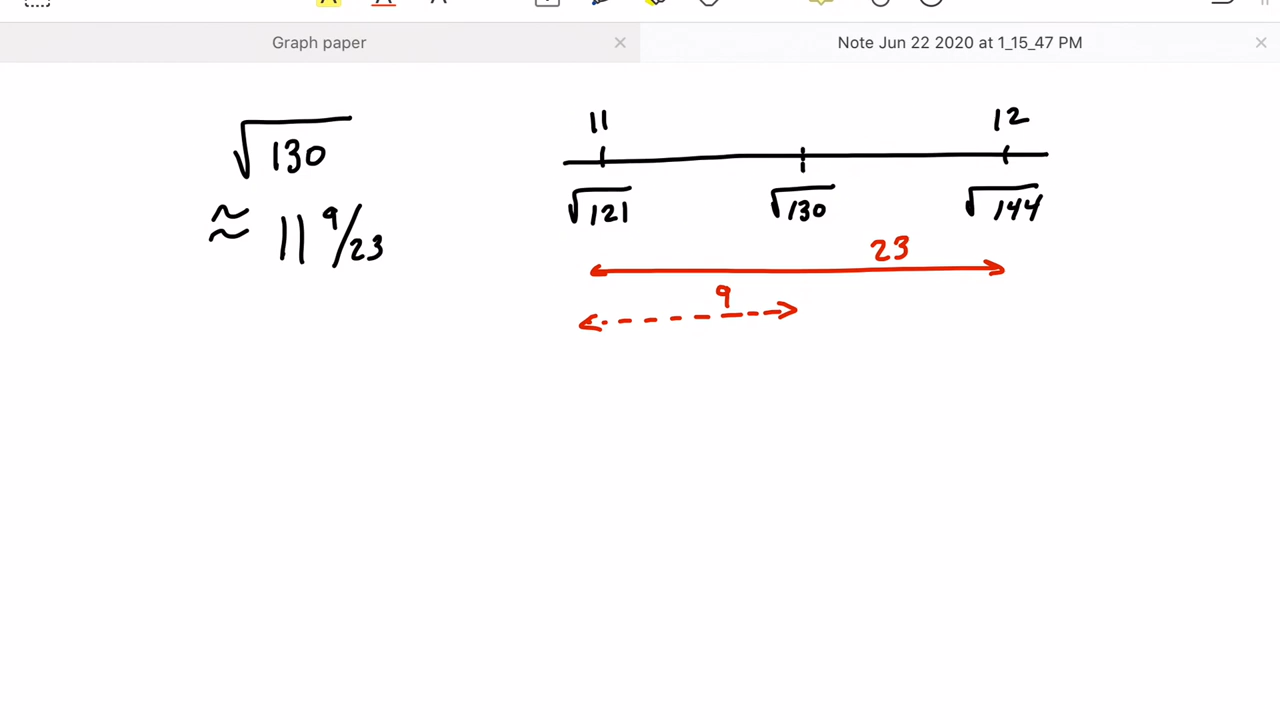 Graph paper
Note Jun 22 2020 at 1_15_47 PM
√130
≈ 11 9/23
11 12
√121 √130 √144
23
9